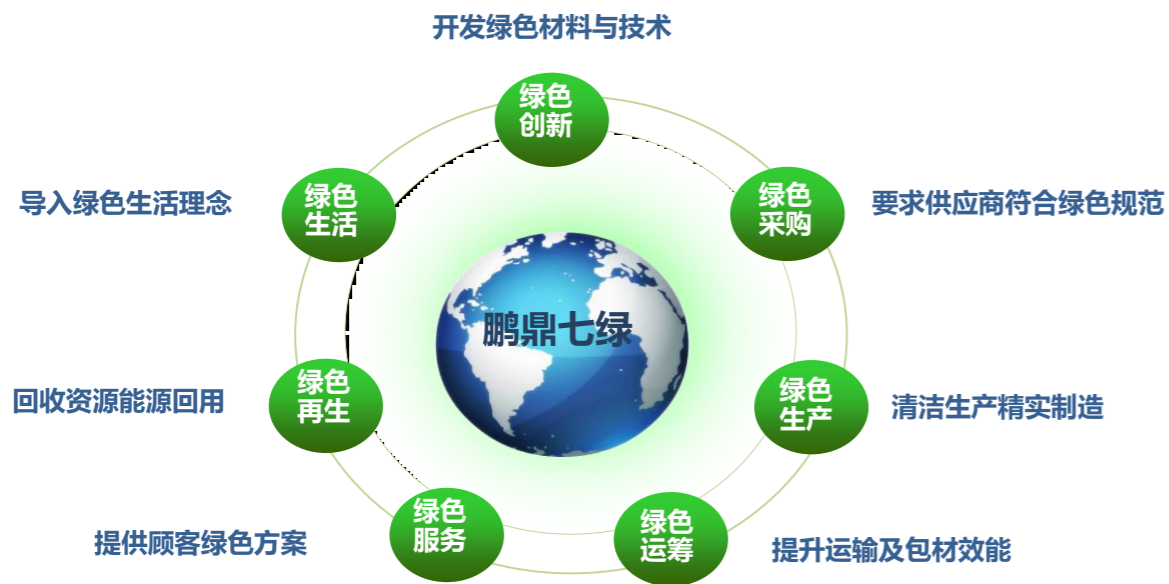 开发绿色材料与技术
绿色
创新
导入绿色生活理念
绿色
生活
绿色
采购
要求供应商符合绿色规范
鹏鼎七绿
回收资源能源回用
绿色
再生
绿色
生产
清洁生产精实制造
提供顾客绿色方案
绿色
服务
绿色
运筹
提升运输及包材效能